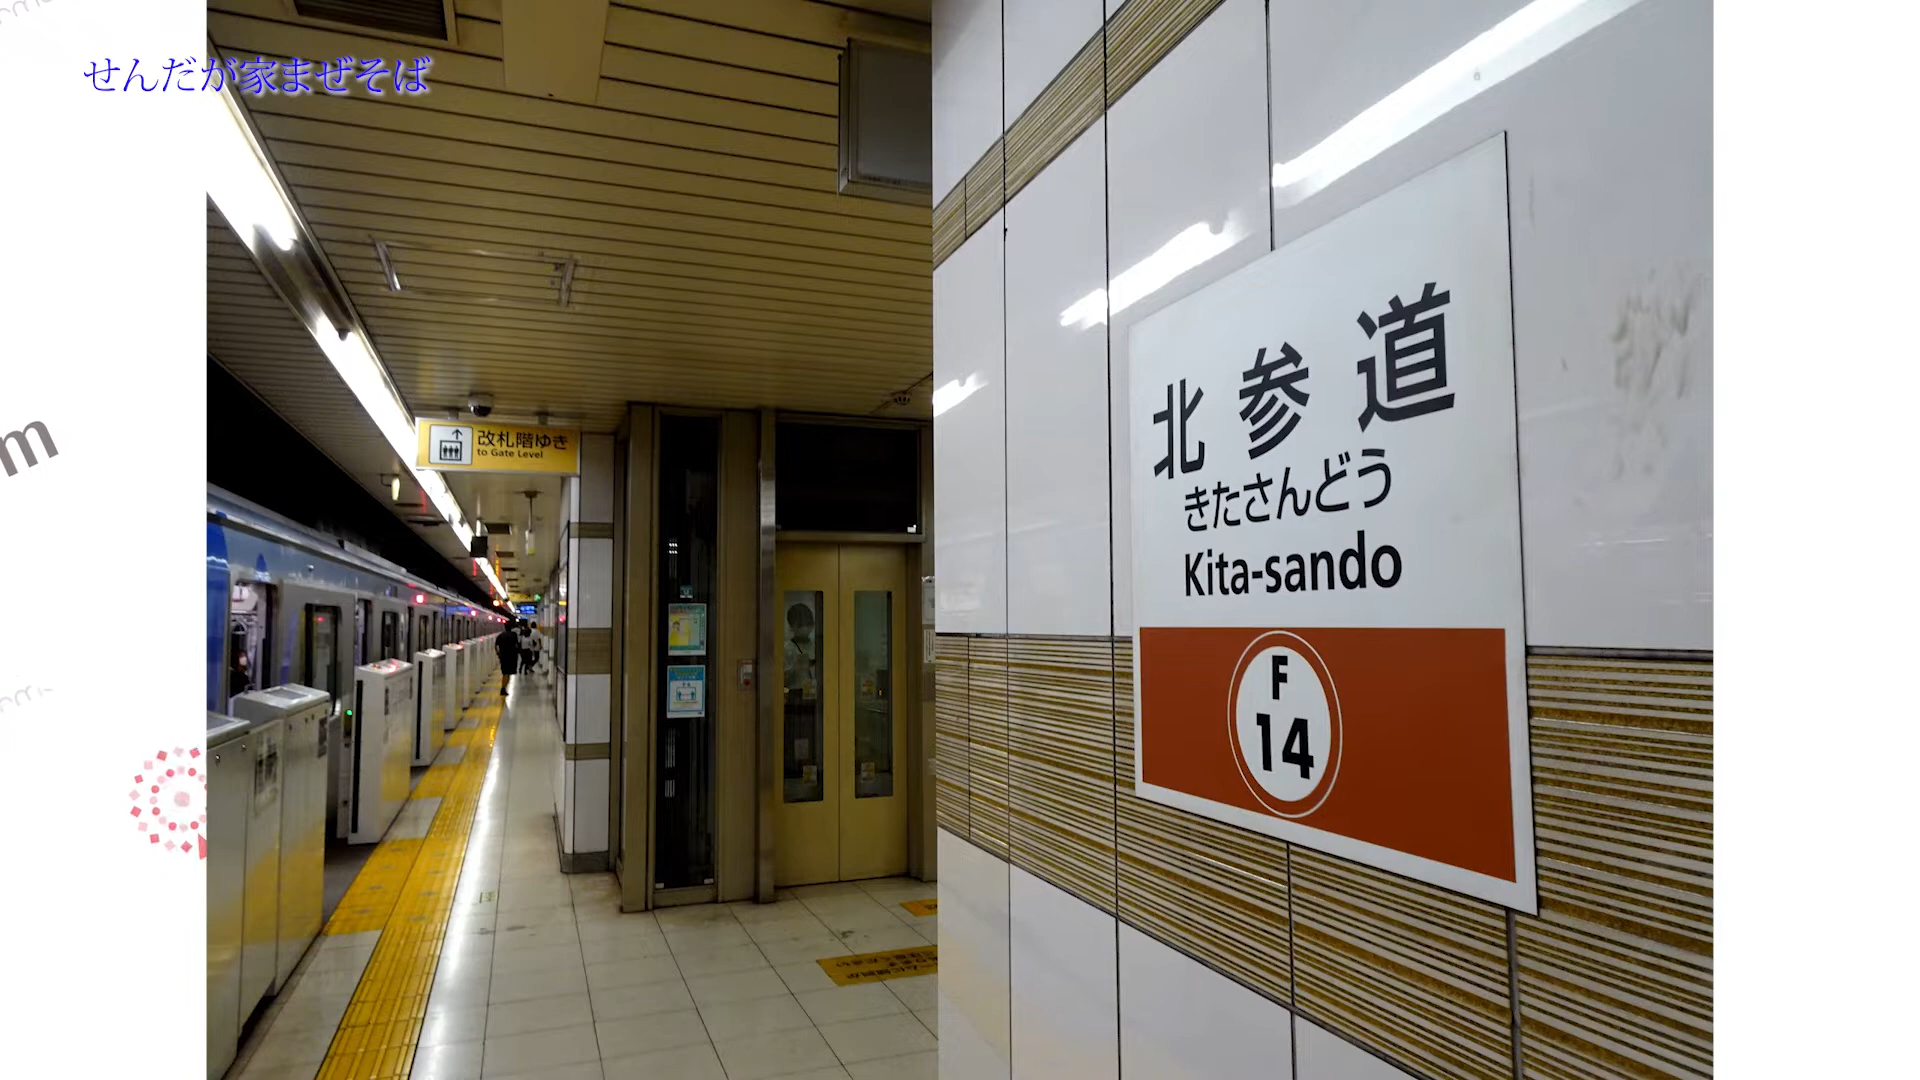 せんだが家まぜそば
改札階ゆき
to Gate Level
北参道
きたさんどう
Kita-sando
F
14